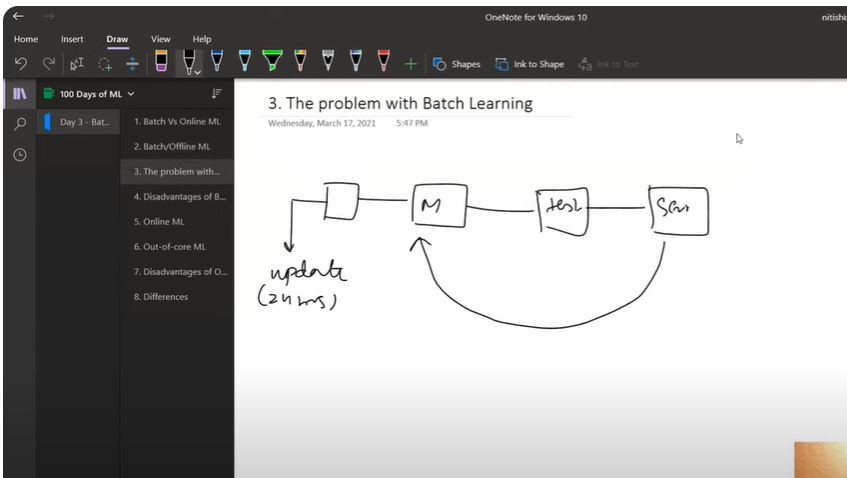 OneNote for Windows 10
nitishk
Home Insert Draw View Help
Shapes Ink to Shape Ink to Text
100 Days of ML
Day 3 - Bat...
1. Batch Vs Online ML
2. Batch/Offline ML
3. The problem with...
4. Disadvantages of B...
5. Online ML
6. Out-of-core ML
7. Disadvantages of O...
8. Differences
3. The problem with Batch Learning
Wednesday, March 17, 2021 5:47 PM
M test
update
(24 hrs)